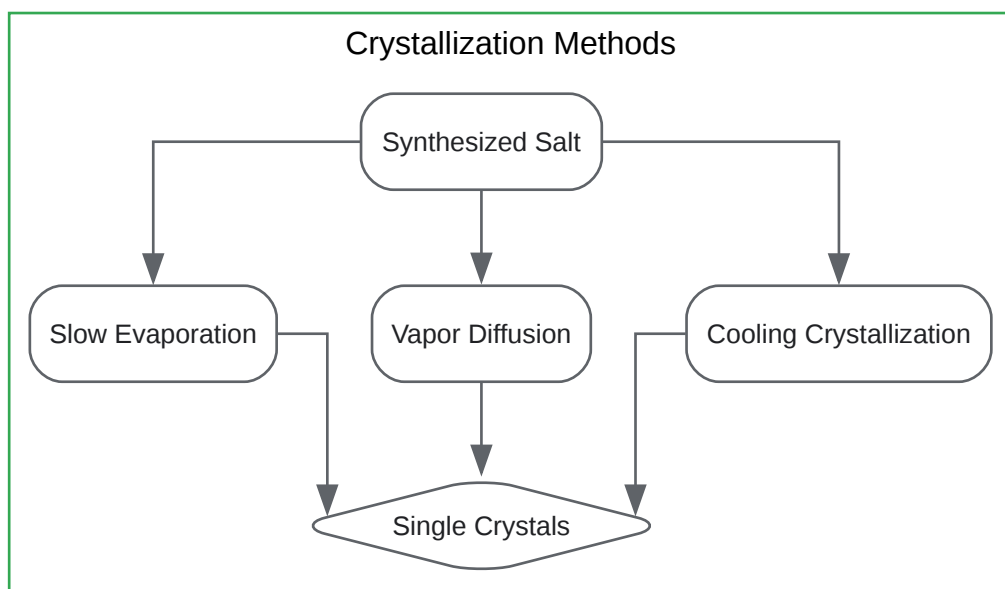 Crystallization Methods
Synthesized Salt
Slow Evaporation
Vapor Diffusion
Cooling Crystallization
Single Crystals